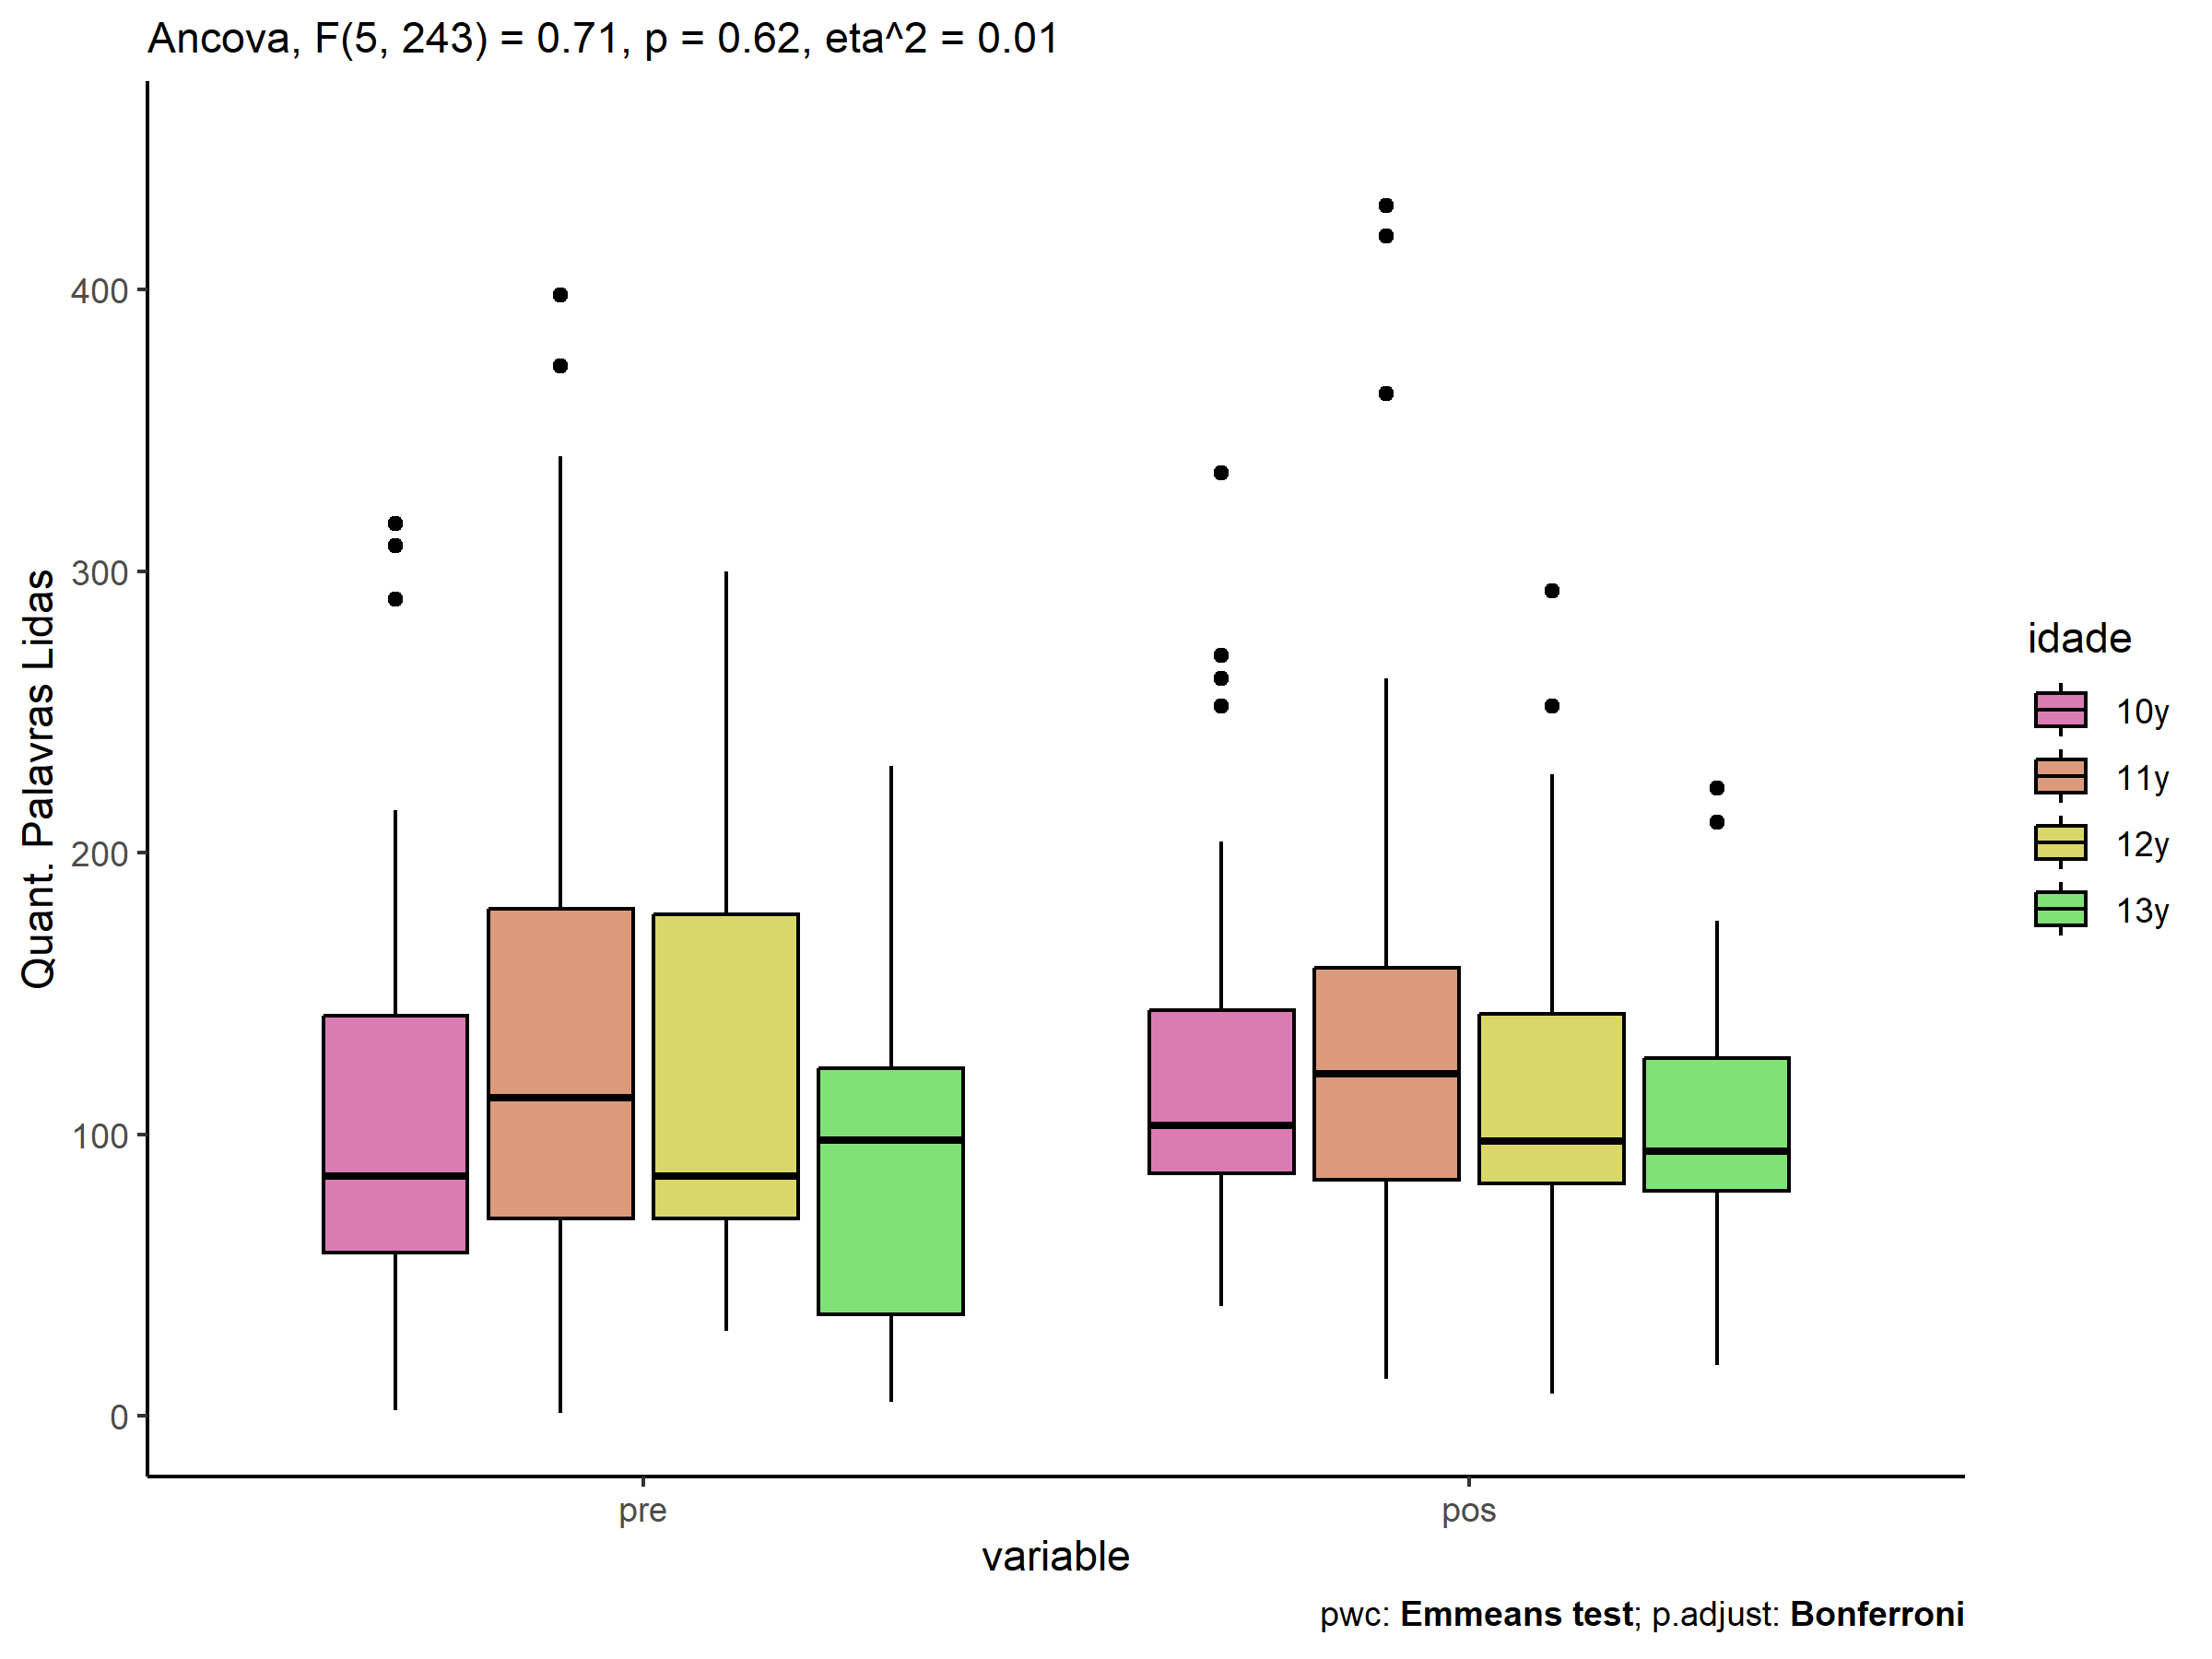 Ancova, F(5, 243) = 0.71, p = 0.62, eta^2 = 0.01
Quant. Palavras Lidas
400
300
200
100
0
pre
pos
variable
idade
10y
11y
12y
13y
pwc: Emmeans test; p.adjust: Bonferroni